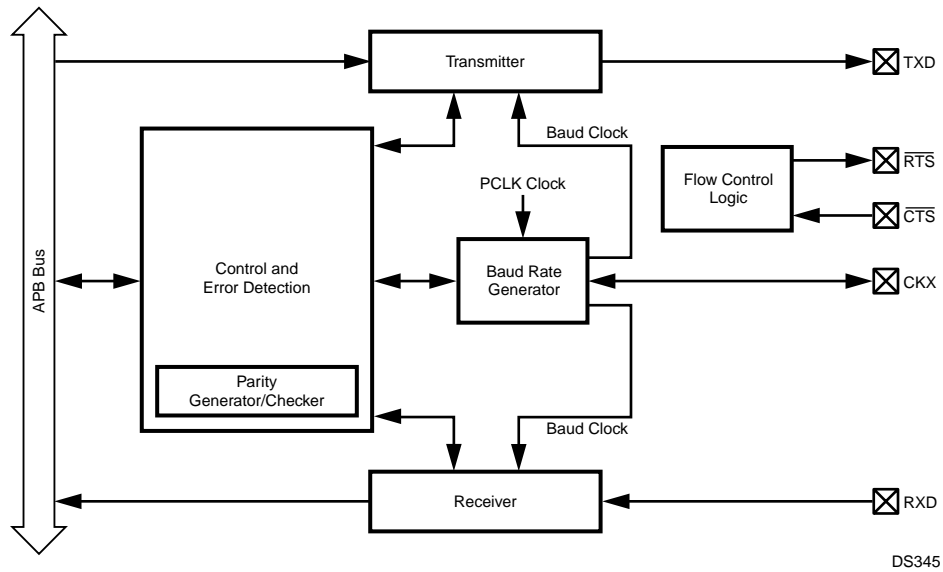 Transmitter
TXD
Baud Clock
RTS
Flow Control
Logic
PCLK Clock
CTS
APB Bus
Control and
Error Detection
Baud Rate
Generator
CKX
Parity
Generator/Checker
Baud Clock
Receiver
RXD
DS345